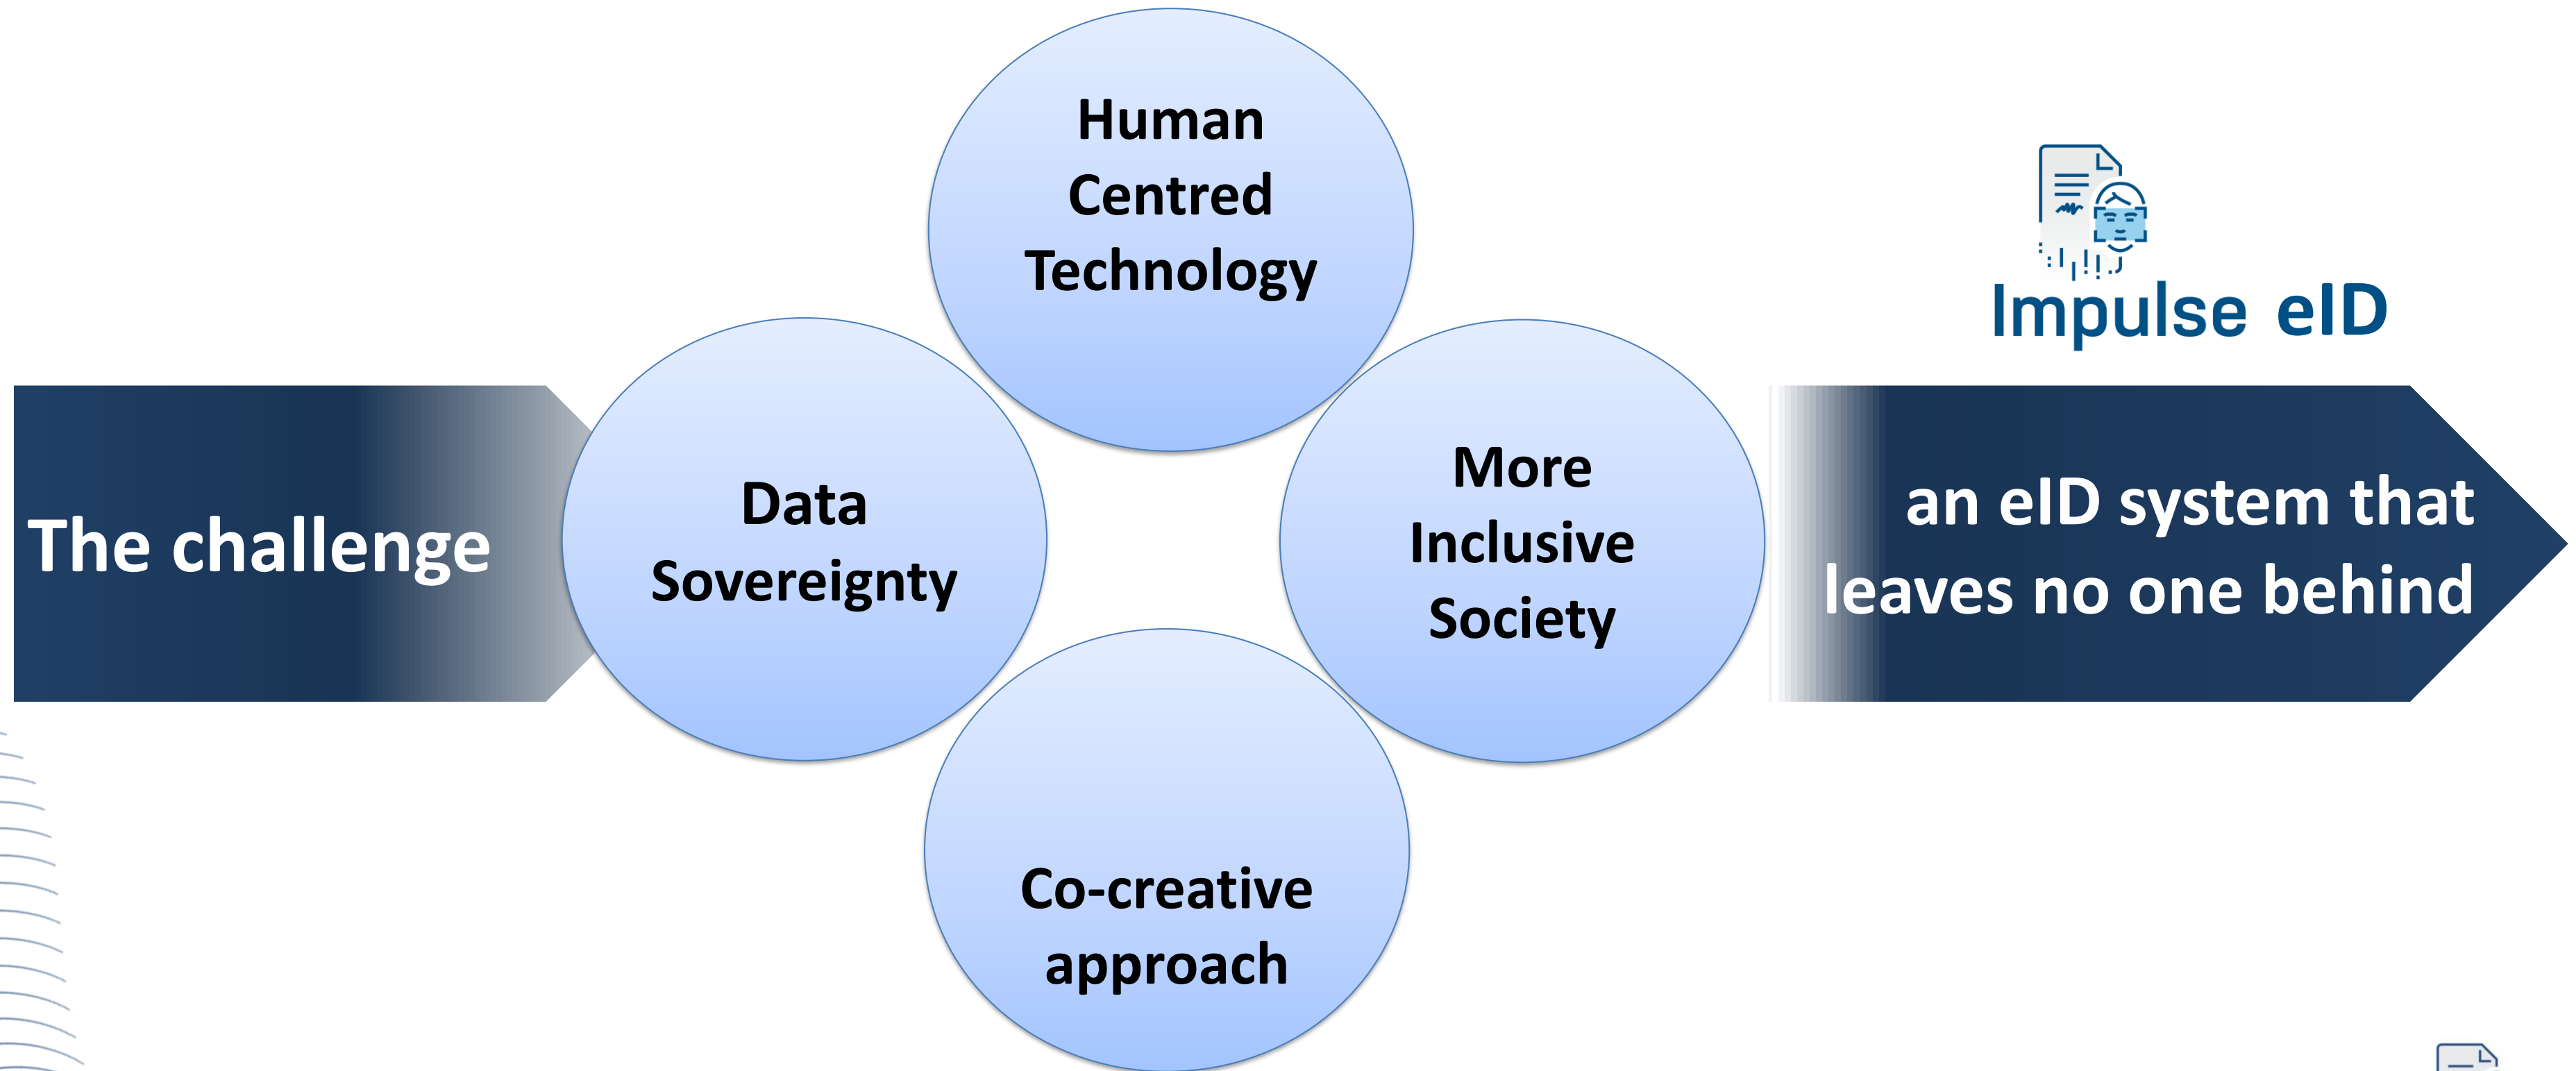 Human
Centred
Technology
Impulse eID
The challenge
Data
Sovereignty
More
Inclusive
Society
an eID system that
leaves no one behind
Co-creative
approach